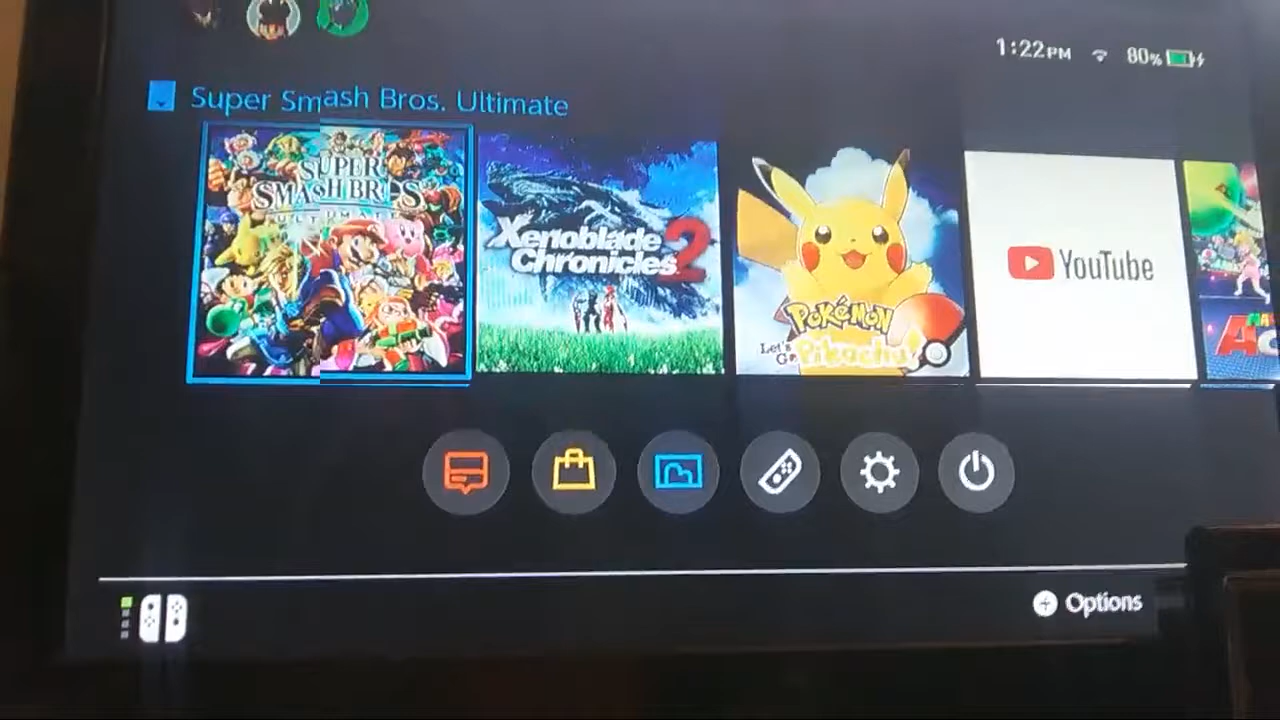 1:22PM
80%
Super Smash Bros. Ultimate
SUPER
SMASH BROS
ULTIMATE
Xenoblade
Chronicles 2
POKÉMON
Let's
Go
Pikachu!
YouTube
Options